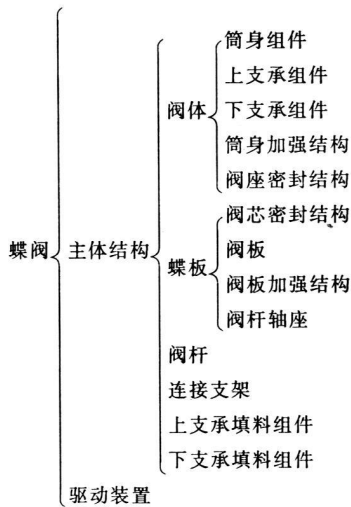 筒身组件
上支承组件
阀体
下支承组件
筒身加强结构
阀座密封结构
阀芯密封结构
蝶阀
主体结构
蝶板
阀板
阀板加强结构
阀杆轴座
阀杆
连接支架
上支承填料组件
下支承填料组件
驱动装置